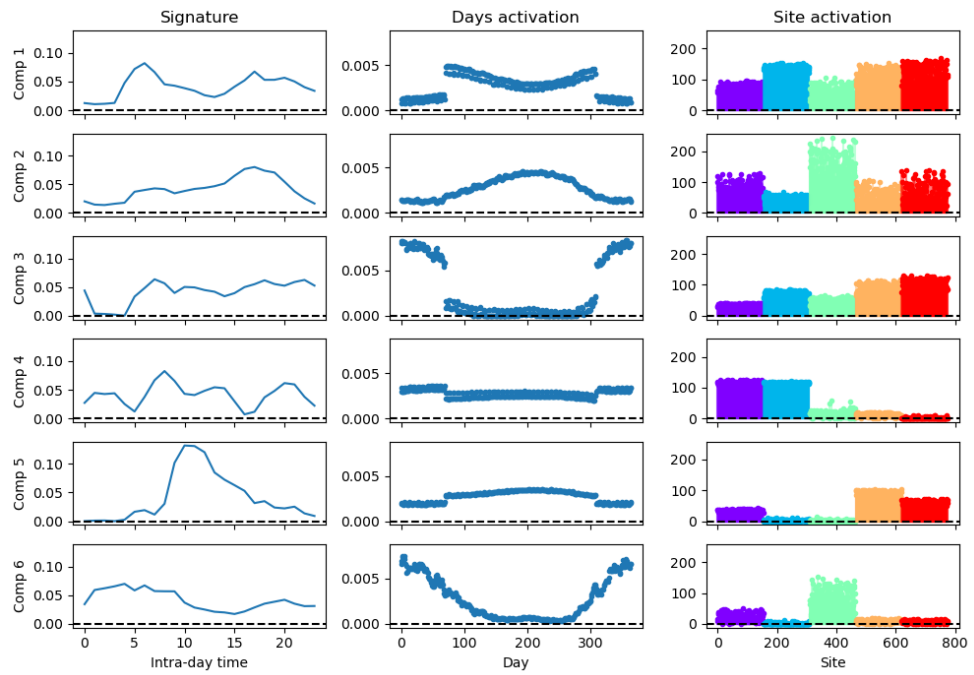 Signature Days activation Site activation
Comp 1 0.10 0.05 0.00 0.005 0.000 200 100 0
Comp 2 0.10 0.05 0.00 0.005 0.000 200 100 0
Comp 3 0.10 0.05 0.00 0.005 0.000 200 100 0
Comp 4 0.10 0.05 0.00 0.005 0.000 200 100 0
Comp 5 0.10 0.05 0.00 0.005 0.000 200 100 0
Comp 6 0.10 0.05 0.00 0.005 0.000 200 100 0
0 5 10 15 20 0 100 200 300 0 200 400 600 800
Intra-day time Day Site